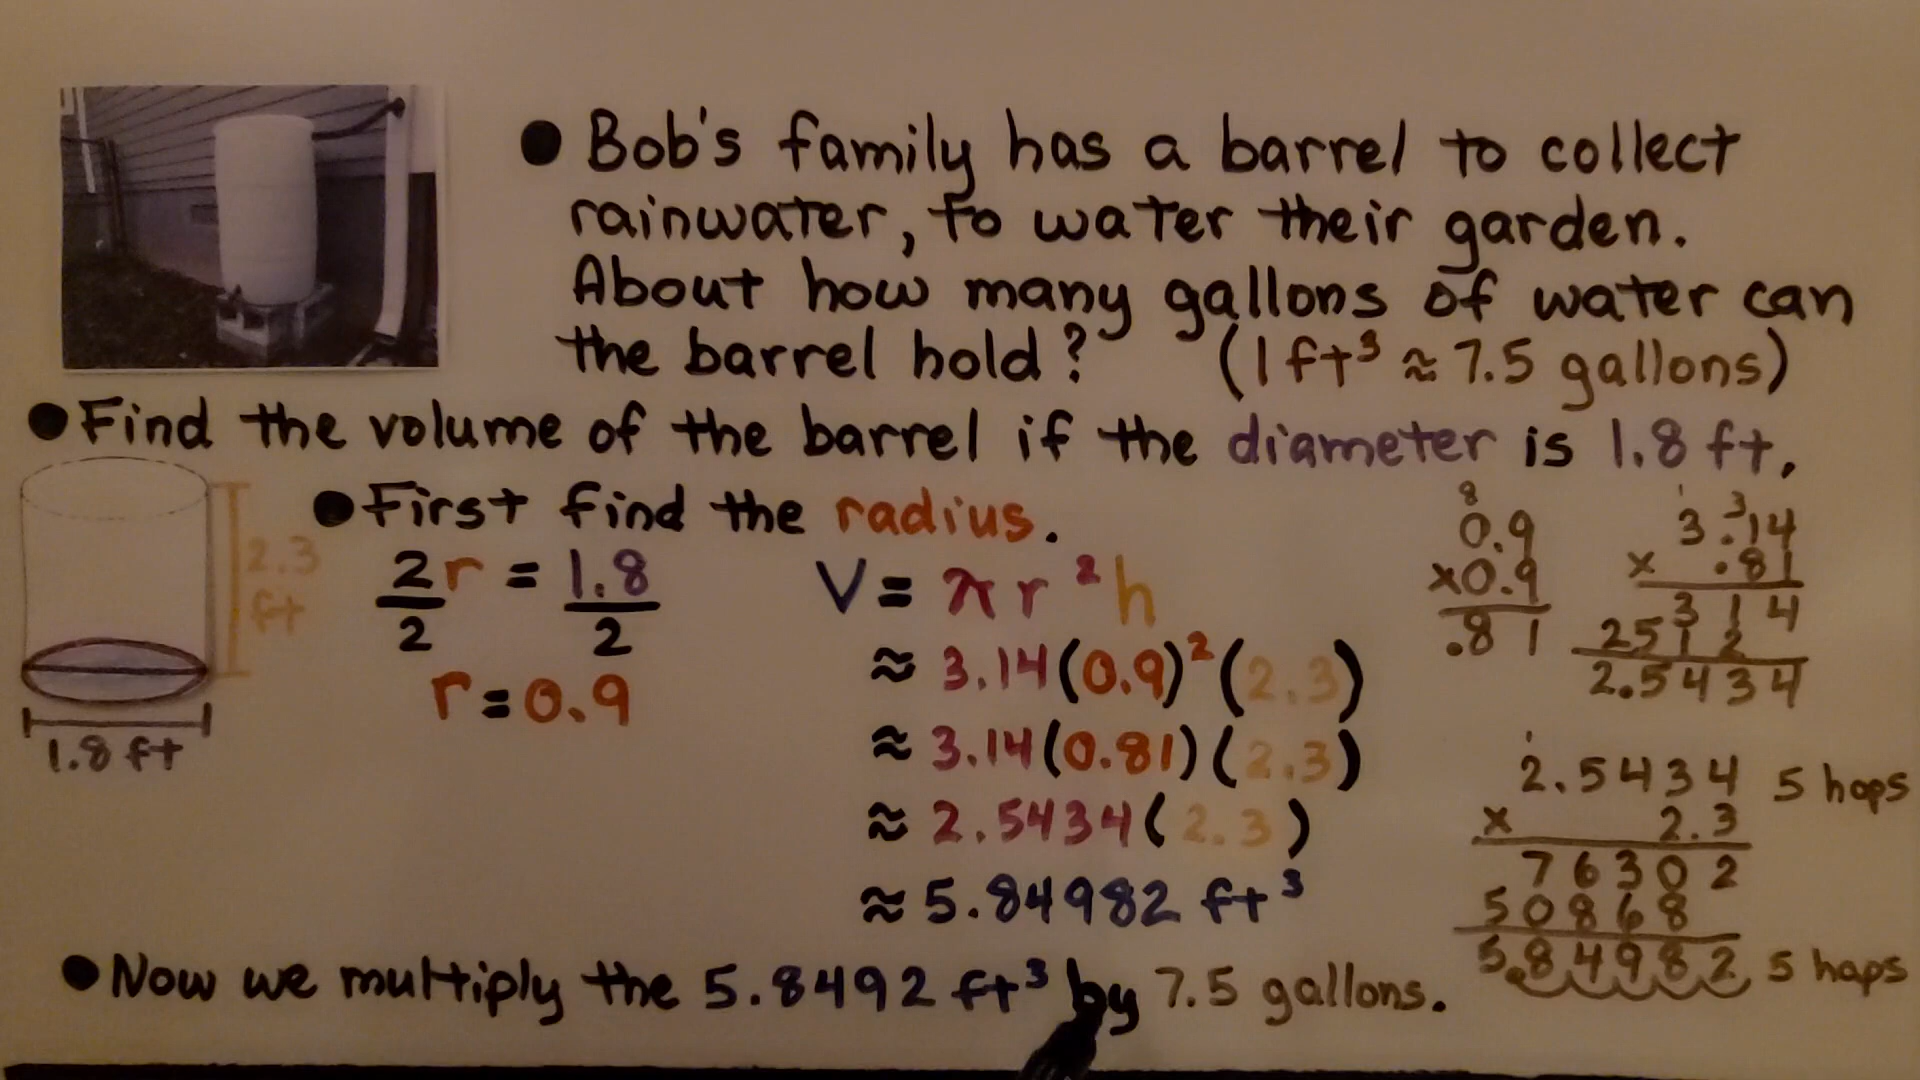 ● Bob's family has a barrel to collect
rainwater, to water their garden.
About how many gallons of water can
the barrel hold? (1 ft³ ≈ 7.5 gallons)
● Find the volume of the barrel if the diameter is 1.8 ft,
2.3
ft
1.8 ft
● First find the radius.
2r = 1.8
2 2
r = 0.9
V = πr²h
≈ 3.14(0.9)²(2.3)
≈ 3.14(0.81)(2.3)
≈ 2.5434(2.3)
≈ 5.84982 ft³
8
0.9
×0.9
.81
1 3
3.14
× .81
314
2512
2.5434
1
2.5434 5 hops
× 2.3
76302
50868
5.84982 5 hops
● Now we multiply the 5.8492 ft³ by 7.5 gallons.